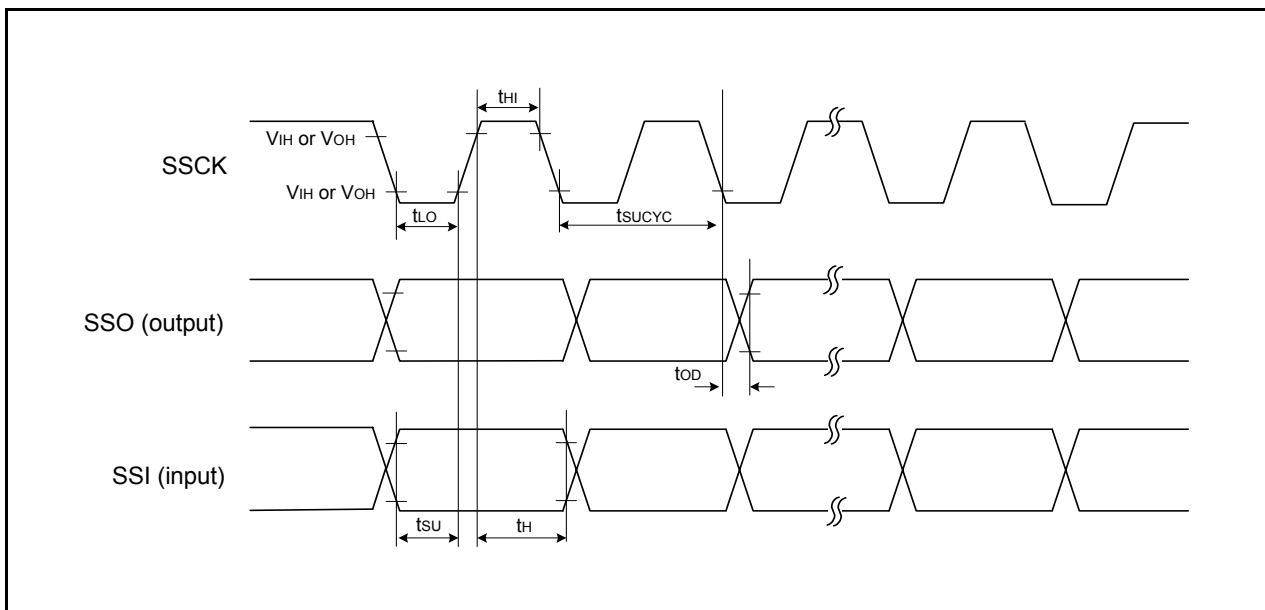 tHI
VIH or VOH
SSCK
VIH or VOH
tLO
tSUCYC
SSO (output)
tOD
SSI (input)
tSU
tH